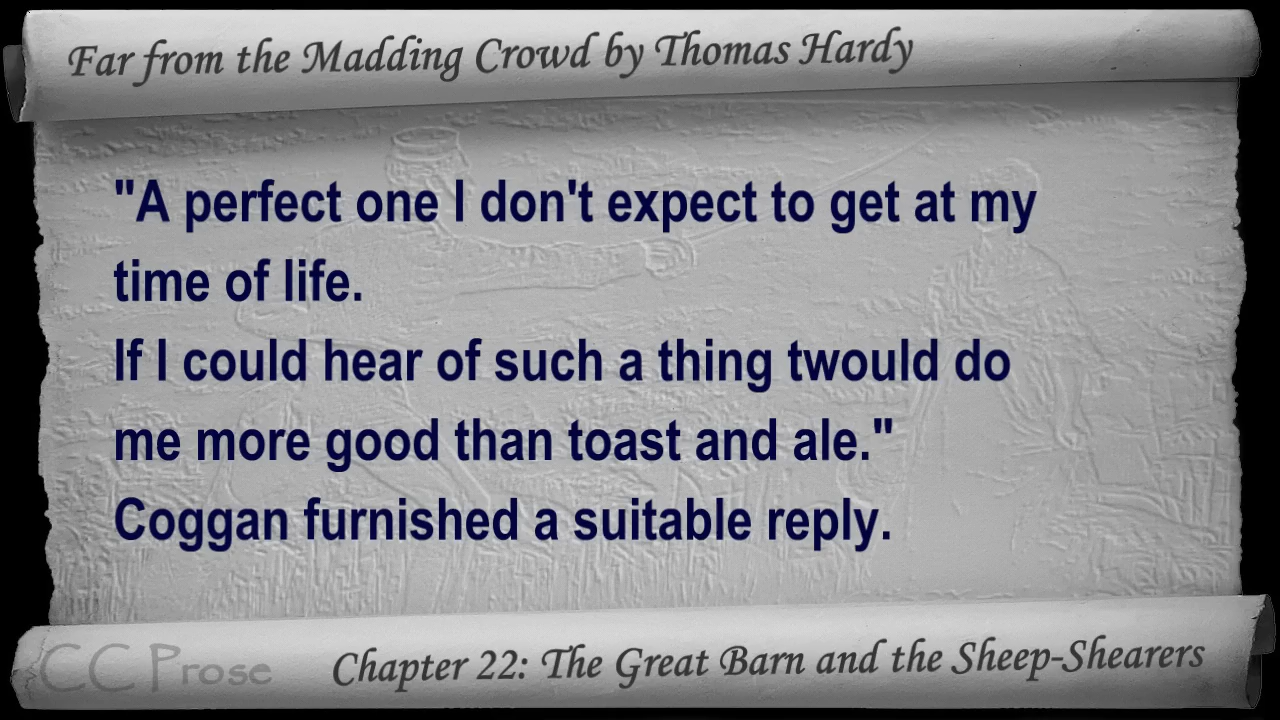 Far from the Madding Crowd by Thomas Hardy
"A perfect one I don't expect to get at my
time of life.
If I could hear of such a thing twould do
me more good than toast and ale."
Coggan furnished a suitable reply.
CC Prose
Chapter 22: The Great Barn and the Sheep-Shearers